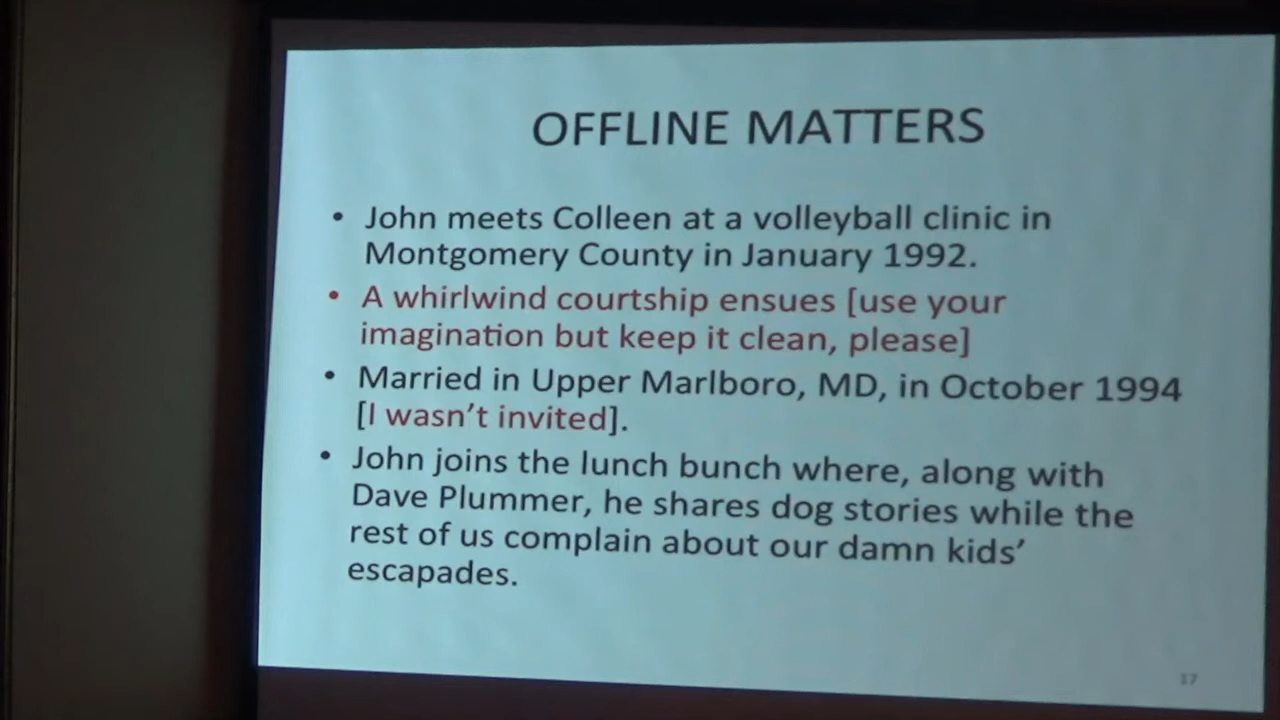 OFFLINE MATTERS
• John meets Colleen at a volleyball clinic in
Montgomery County in January 1992.
• A whirlwind courtship ensues [use your
imagination but keep it clean, please]
• Married in Upper Marlboro, MD, in October 1994
[I wasn't invited].
• John joins the lunch bunch where, along with
Dave Plummer, he shares dog stories while the
rest of us complain about our damn kids'
escapades.
17